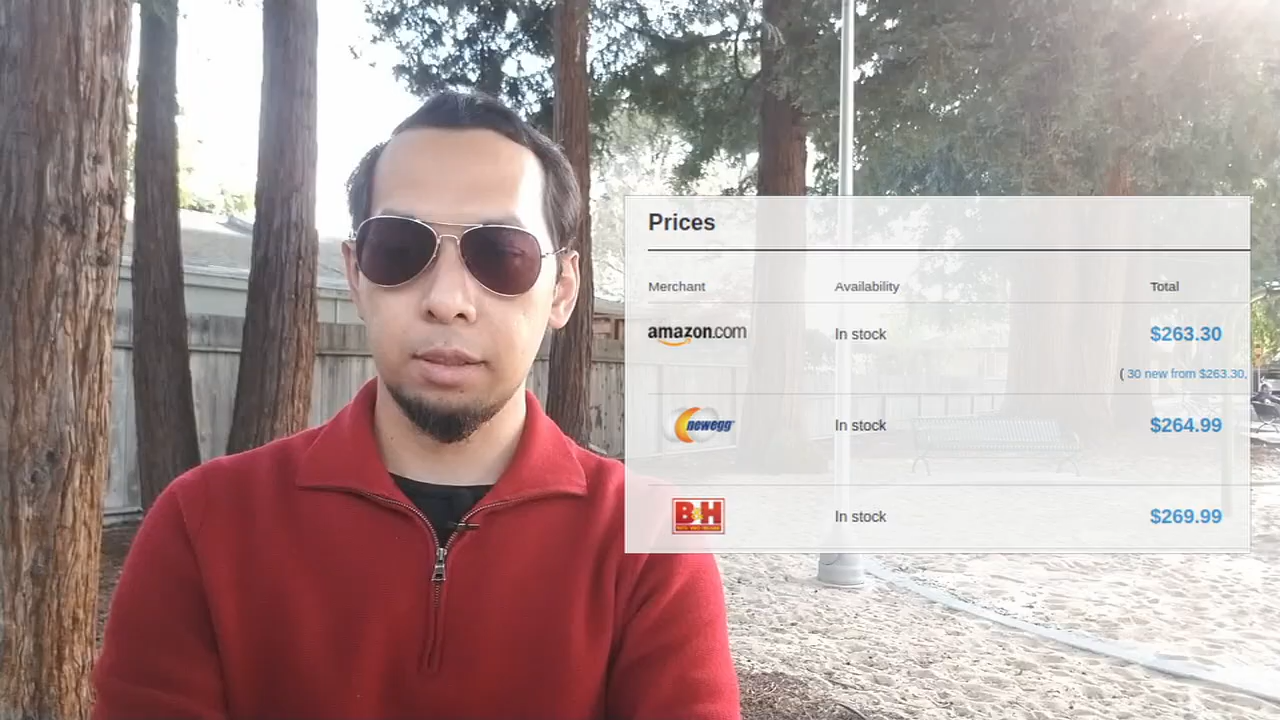 Prices
Merchant Availability Total
amazon.com In stock $263.30
( 30 new from $263.30,
newegg In stock $264.99
B&H In stock $269.99